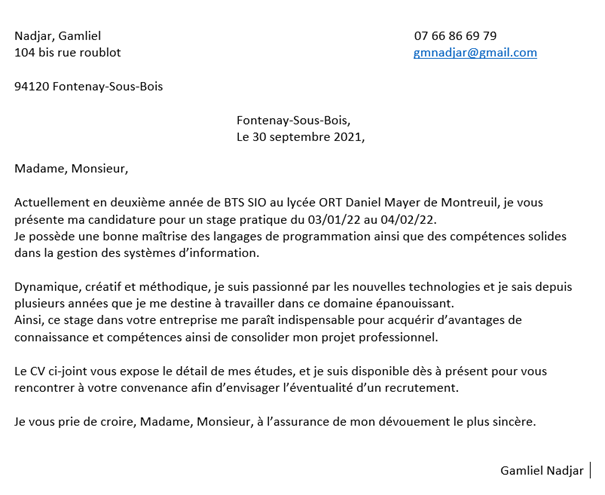 Nadjar, Gamliel 07 66 86 69 79
104 bis rue roublot gmnadjar@gmail.com
94120 Fontenay-Sous-Bois
Fontenay-Sous-Bois,
Le 30 septembre 2021,
Madame, Monsieur,
Actuellement en deuxième année de BTS SIO au lycée ORT Daniel Mayer de Montreuil, je vous
présente ma candidature pour un stage pratique du 03/01/22 au 04/02/22.
Je possède une bonne maîtrise des langages de programmation ainsi que des compétences solides
dans la gestion des systèmes d’information.
Dynamique, créatif et méthodique, je suis passionné par les nouvelles technologies et je sais depuis
plusieurs années que je me destine à travailler dans ce domaine épanouissant.
Ainsi, ce stage dans votre entreprise me paraît indispensable pour acquérir d’avantages de
connaissance et compétences ainsi de consolider mon projet professionnel.
Le CV ci-joint vous expose le détail de mes études, et je suis disponible dès à présent pour vous
rencontrer à votre convenance afin d’envisager l’éventualité d’un recrutement.
Je vous prie de croire, Madame, Monsieur, à l’assurance de mon dévouement le plus sincère.
Gamliel Nadjar